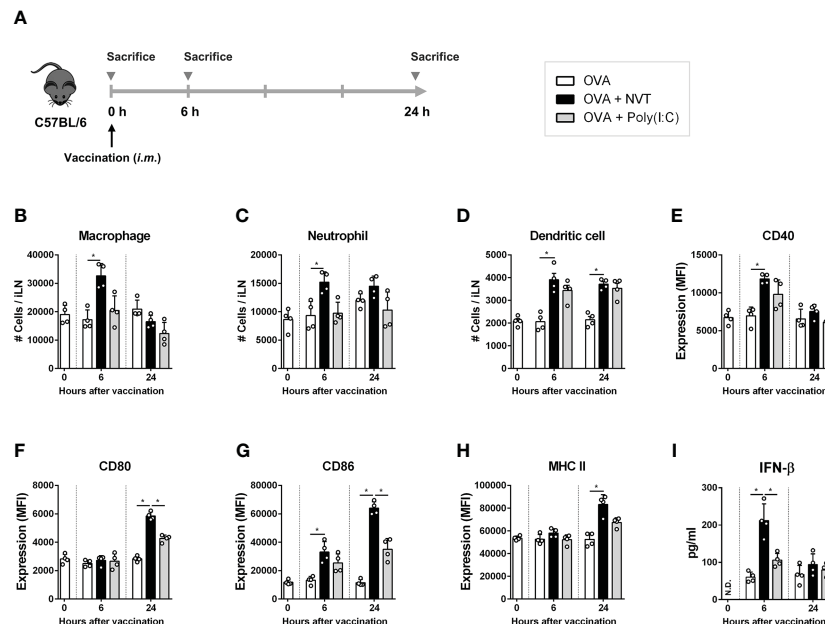 A
Sacrifice Sacrifice Sacrifice
C57BL/6
0 h 6 h 24 h
Vaccination (i.m.)
OVA
OVA + NVT
OVA + Poly(I:C)
B
Macrophage
# Cells / iLN
40000
30000
20000
10000
0
*
0 6 24
Hours after vaccination
C
Neutrophil
# Cells / iLN
20000
15000
10000
5000
0
*
0 6 24
Hours after vaccination
D
Dendritic cell
# Cells / iLN
5000
4000
3000
2000
1000
0
* *
0 6 24
Hours after vaccination
E
CD40
Expression (MFI)
15000
10000
5000
0
*
0 6 24
Hours after vaccination
F
CD80
Expression (MFI)
8000
6000
4000
2000
0
* *
0 6 24
Hours after vaccination
G
CD86
Expression (MFI)
80000
60000
40000
20000
0
* * *
0 6 24
Hours after vaccination
H
MHC II
Expression (MFI)
100000
80000
60000
40000
20000
0
*
0 6 24
Hours after vaccination
I
IFN-β
pg/ml
300
200
100
0
* *
N.D.
0 6 24
Hours after vaccination